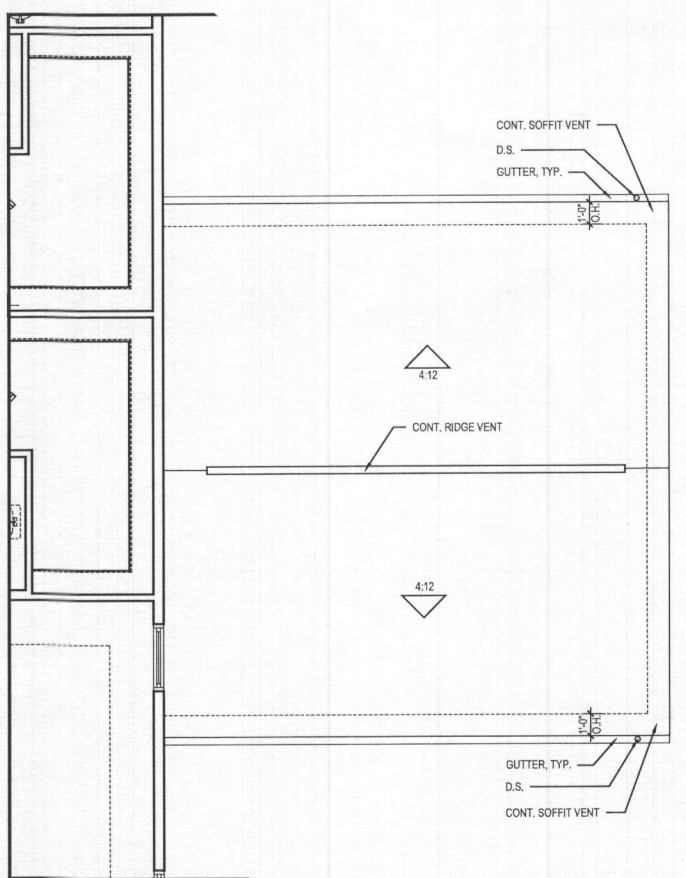 CONT. SOFFIT VENT
D.S.
GUTTER, TYP.
1'-0"
O.H.
4:12
CONT. RIDGE VENT
4:12
1'-0"
O.H.
GUTTER, TYP.
D.S.
CONT. SOFFIT VENT